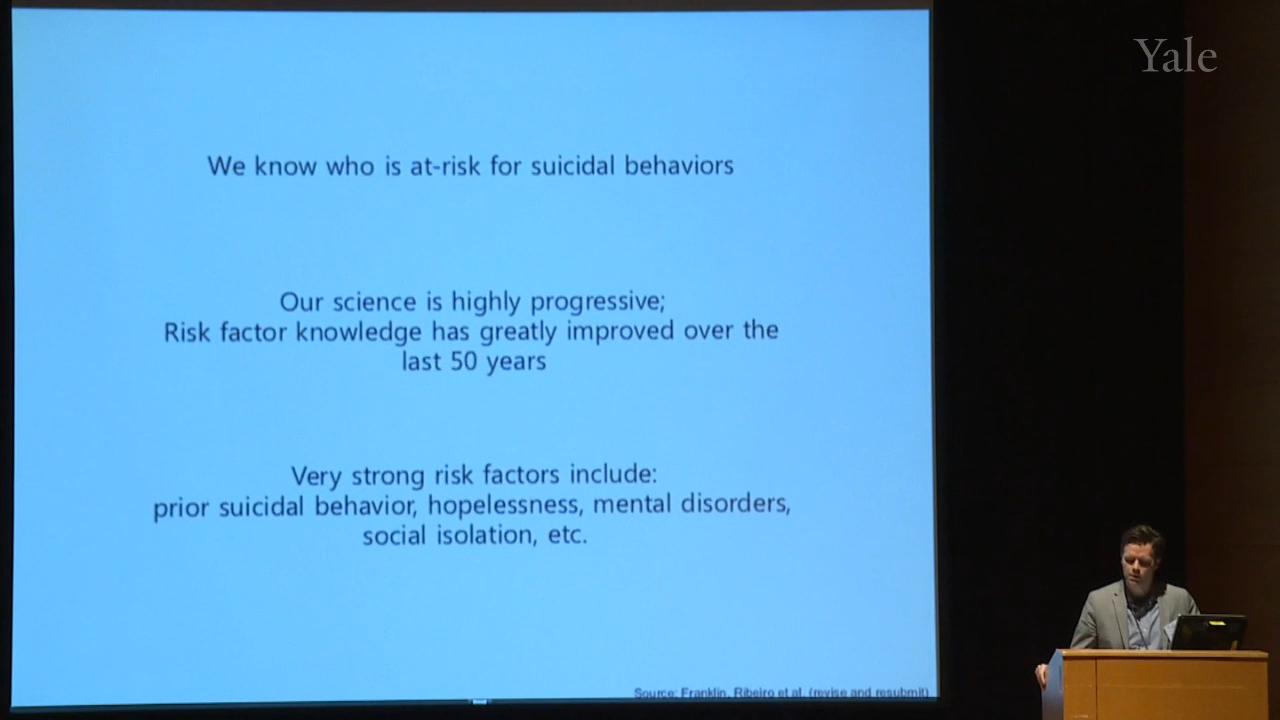 Yale
We know who is at-risk for suicidal behaviors
Our science is highly progressive;
Risk factor knowledge has greatly improved over the
last 50 years
Very strong risk factors include:
prior suicidal behavior, hopelessness, mental disorders,
social isolation, etc.
Source: Franklin, Ribeiro et al. (revise and resubmit)